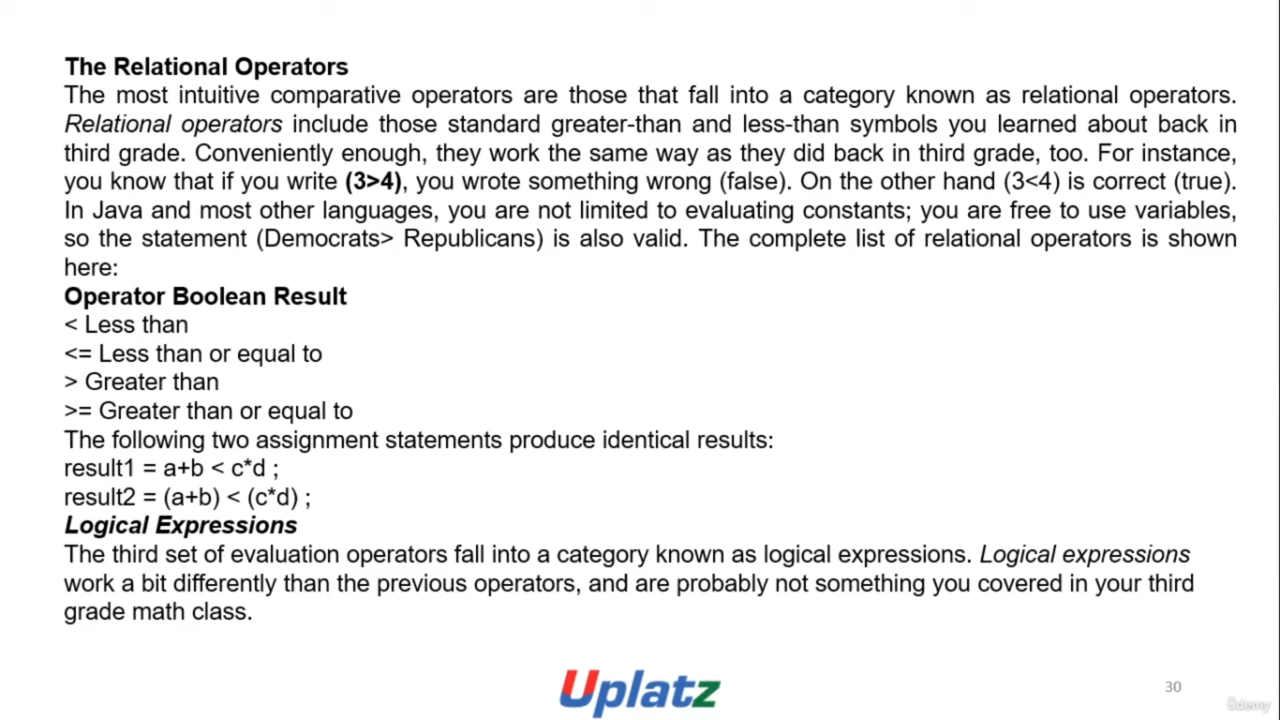 The Relational Operators
The most intuitive comparative operators are those that fall into a category known as relational operators.
Relational operators include those standard greater-than and less-than symbols you learned about back in
third grade. Conveniently enough, they work the same way as they did back in third grade, too. For instance,
you know that if you write (3>4), you wrote something wrong (false). On the other hand (3<4) is correct (true).
In Java and most other languages, you are not limited to evaluating constants; you are free to use variables,
so the statement (Democrats> Republicans) is also valid. The complete list of relational operators is shown
here:
Operator Boolean Result
< Less than
<= Less than or equal to
> Greater than
>= Greater than or equal to
The following two assignment statements produce identical results:
result1 = a+b < c*d ;
result2 = (a+b) < (c*d) ;
Logical Expressions
The third set of evaluation operators fall into a category known as logical expressions. Logical expressions
work a bit differently than the previous operators, and are probably not something you covered in your third
grade math class.
Uplatz
30
ûdemy